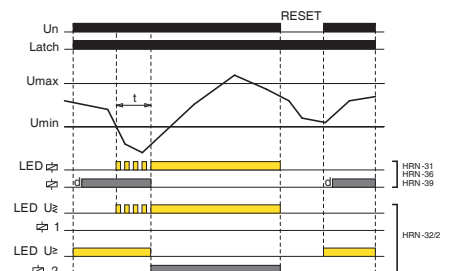 RESET
Un
Latch
Umax
t
Umin
LED
HRN-31
HRN-36
HRN-39
d
d
LED U≷
HRN-32/2
1
LED U≥
2